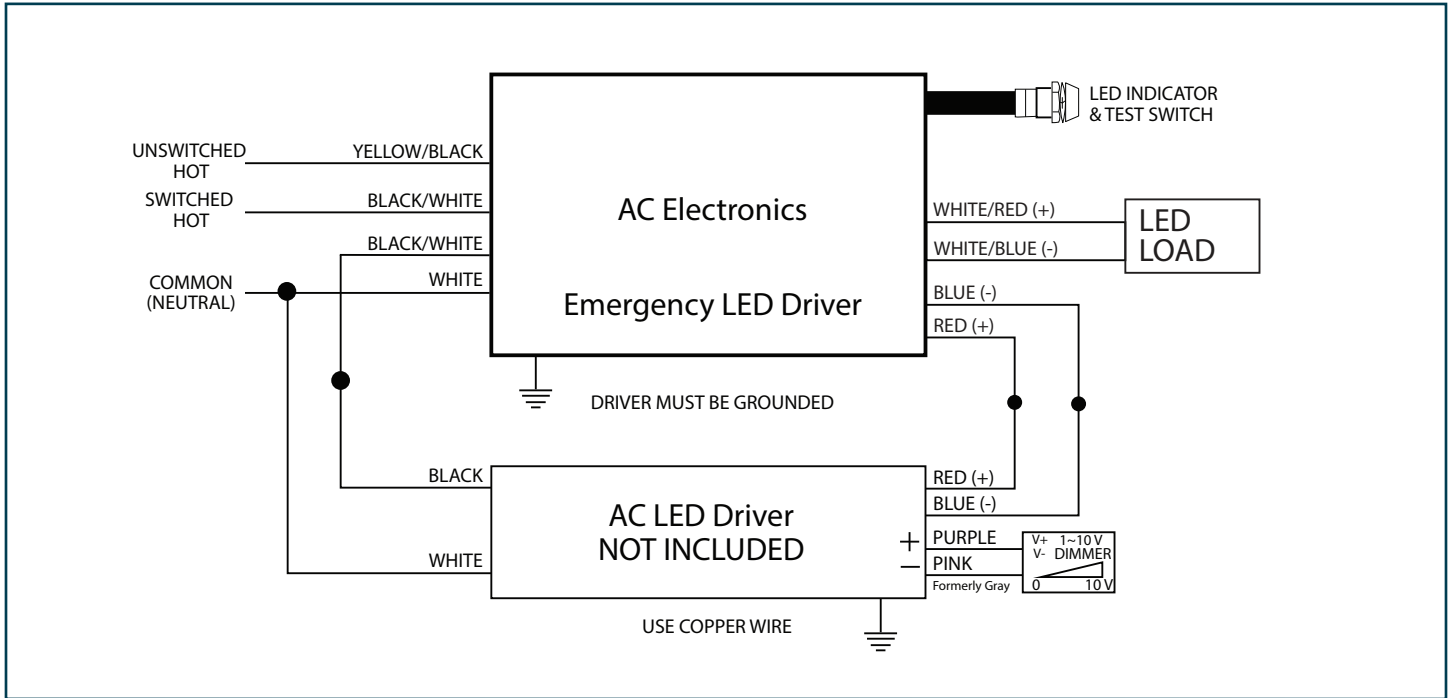 LED INDICATOR
& TEST SWITCH
UNSWITCHED
HOT
YELLOW/BLACK
SWITCHED
HOT
BLACK/WHITE
BLACK/WHITE
COMMON
(NEUTRAL)
WHITE
AC Electronics
Emergency LED Driver
WHITE/RED (+)
WHITE/BLUE (-)
LED
LOAD
BLUE (-)
RED (+)
DRIVER MUST BE GROUNDED
BLACK
WHITE
AC LED Driver
NOT INCLUDED
RED (+)
BLUE (-)
+ PURPLE
– PINK
Formerly Gray
V+ 1~10 V
V- DIMMER
0 10 V
USE COPPER WIRE